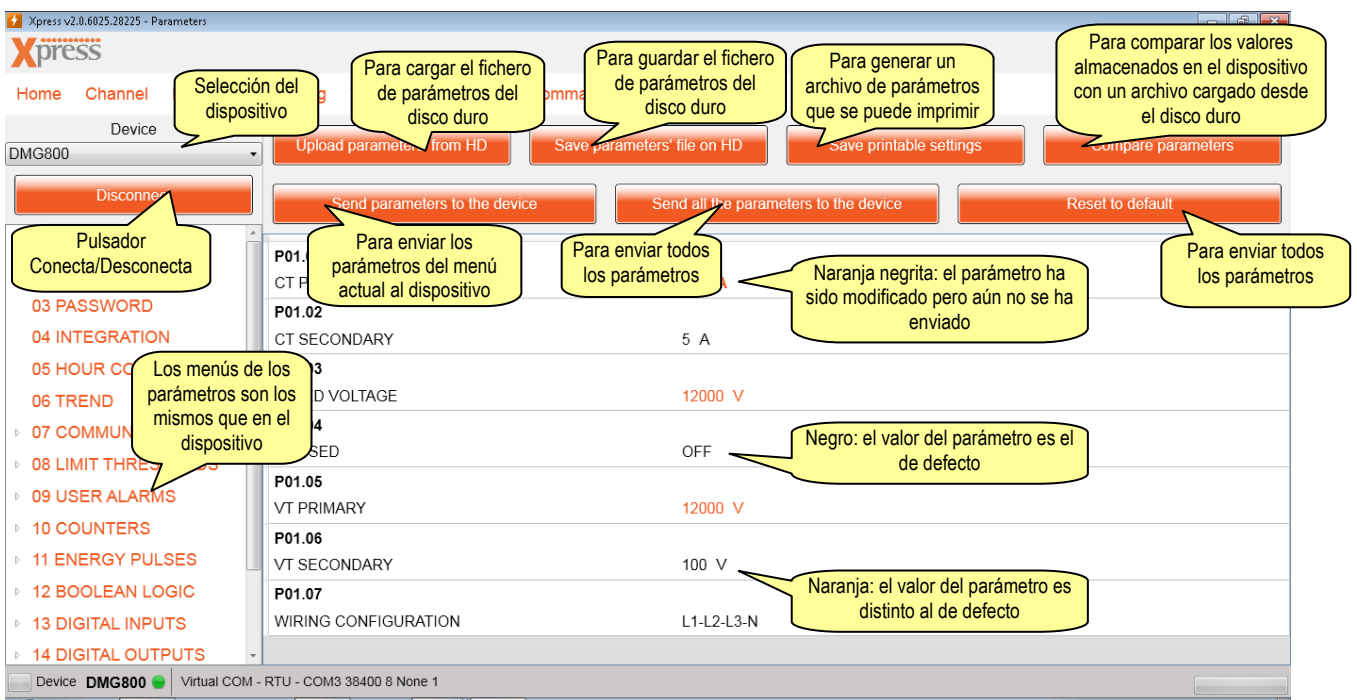 Xpress v2.0.6025.28225 - Parameters
Xpress
Home Channel
Selección del
dispositivo
Para cargar el fichero
de parámetros del
disco duro
Para guardar el fichero
de parámetros del
disco duro
Para generar un
archivo de parámetros
que se puede imprimir
Para comparar los valores
almacenados en el dispositivo
con un archivo cargado desde
el disco duro
Device
DMG800
Disconnect
Upload parameters from HD
Save parameters' file on HD
Save printable settings
Compare parameters
Send parameters to the device
Send all the parameters to the device
Reset to default
Pulsador
Conecta/Desconecta
Para enviar los
parámetros del menú
actual al dispositivo
Para enviar todos
los parámetros
Naranja negrita: el parámetro ha
sido modificado pero aún no se ha
enviado
Para enviar todos
los parámetros
03 PASSWORD
04 INTEGRATION
05 HOUR
06 TREND
07
08 LIMIT THRESHOLDS
09 USER ALARMS
10 COUNTERS
11 ENERGY PULSES
12 BOOLEAN LOGIC
13 DIGITAL INPUTS
14 DIGITAL OUTPUTS
Los menús de los
parámetros son los
mismos que en el
dispositivo
CT
P01.02
CT SECONDARY 5 A
VOLTAGE 12000 V
OFF
Negro: el valor del parámetro es el
de defecto
P01.05
VT PRIMARY 12000 V
P01.06
VT SECONDARY 100 V
Naranja: el valor del parámetro es
distinto al de defecto
P01.07
WIRING CONFIGURATION L1-L2-L3-N
Device DMG800 Virtual COM - RTU - COM3 38400 8 None 1